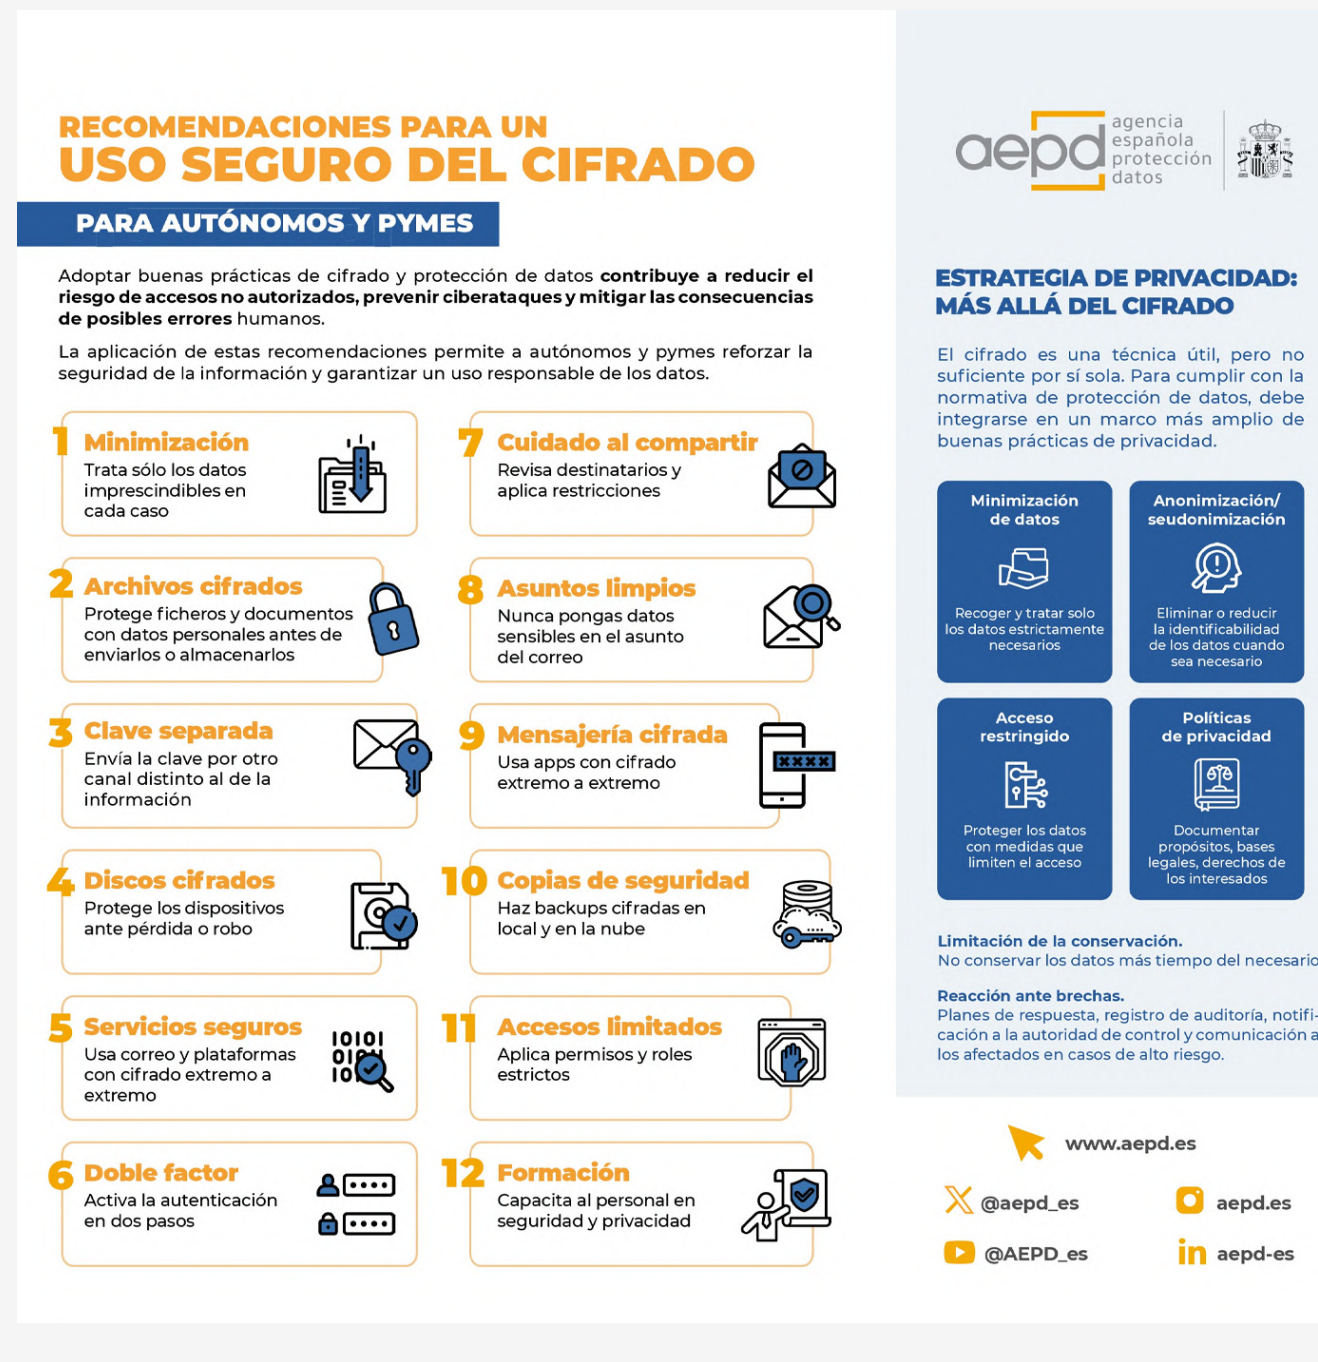 RECOMENDACIONES PARA UN
USO SEGURO DEL CIFRADO
PARA AUTÓNOMOS Y PYMES
Adoptar buenas prácticas de cifrado y protección de datos contribuye a reducir el
riesgo de accesos no autorizados, prevenir ciberataques y mitigar las consecuencias
de posibles errores humanos.
La aplicación de estas recomendaciones permite a autónomos y pymes reforzar la
seguridad de la información y garantizar un uso responsable de los datos.
1 Minimización
Trata sólo los datos
imprescindibles en
cada caso
2 Archivos cifrados
Protege ficheros y documentos
con datos personales antes de
enviarlos o almacenarlos
3 Clave separada
Envía la clave por otro
canal distinto al de la
información
4 Discos cifrados
Protege los dispositivos
ante pérdida o robo
5 Servicios seguros
Usa correo y plataformas
con cifrado extremo a
extremo
6 Doble factor
Activa la autenticación
en dos pasos
7 Cuidado al compartir
Revisa destinatarios y
aplica restricciones
8 Asuntos limpios
Nunca pongas datos
sensibles en el asunto
del correo
9 Mensajería cifrada
Usa apps con cifrado
extremo a extremo
10 Copias de seguridad
Haz backups cifradas en
local y en la nube
11 Accesos limitados
Aplica permisos y roles
estrictos
12 Formación
Capacita al personal en
seguridad y privacidad
aepd
agencia
española
protección
datos
ESTRATEGIA DE PRIVACIDAD:
MÁS ALLÁ DEL CIFRADO
El cifrado es una técnica útil, pero no
suficiente por sí sola. Para cumplir con la
normativa de protección de datos, debe
integrarse en un marco más amplio de
buenas prácticas de privacidad.
Minimización
de datos
Recoger y tratar solo
los datos estrictamente
necesarios
Anonimización/
seudonimización
Eliminar o reducir
la identificabilidad
de los datos cuando
sea necesario
Acceso
restringido
Proteger los datos
con medidas que
limiten el acceso
Políticas
de privacidad
Documentar
propósitos, bases
legales, derechos de
los interesados
Limitación de la conservación.
No conservar los datos más tiempo del necesario
Reacción ante brechas.
Planes de respuesta, registro de auditoría, notifi-
cación a la autoridad de control y comunicación a
los afectados en casos de alto riesgo.
www.aepd.es
@aepd_es
aepd.es
@AEPD_es
aepd-es